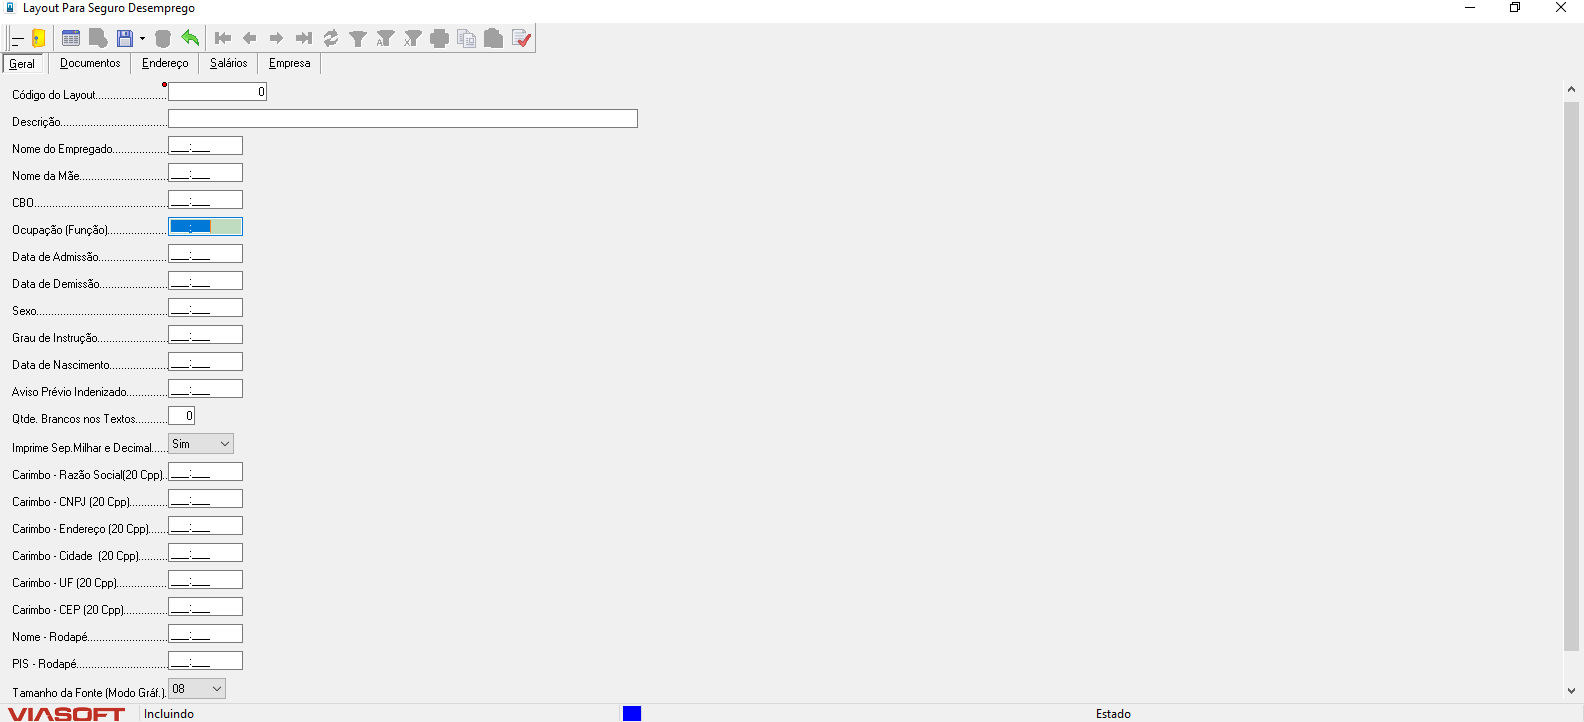 Layout Para Seguro Desemprego
Geral Documentos Endereço Salários Empresa
Código do Layout........................ 0
Descrição....................................
Nome do Empregado................... ___:___
Nome da Mãe.............................. ___:___
CBO............................................. ___:___
Ocupação (Função).................... ___:___
Data de Admissão....................... ___:___
Data de Demissão....................... ___:___
Sexo............................................ ___:___
Grau de Instrução....................... ___:___
Data de Nascimento.................... ___:___
Aviso Prévio Indenizado.............. ___:___
Qtde. Brancos nos Textos........... 0
Imprime Sep.Milhar e Decimal...... Sim
Carimbo - Razão Social(20 Cpp).. ___:___
Carimbo - CNPJ (20 Cpp)............. ___:___
Carimbo - Endereço (20 Cpp)....... ___:___
Carimbo - Cidade  (20 Cpp).......... ___:___
Carimbo - UF (20 Cpp)................. ___:___
Carimbo - CEP (20 Cpp)............... ___:___
Nome - Rodapé........................... ___:___
PIS - Rodapé............................... ___:___
Tamanho da Fonte (Modo Gráf.). 08
VIASOFT Incluindo Estado